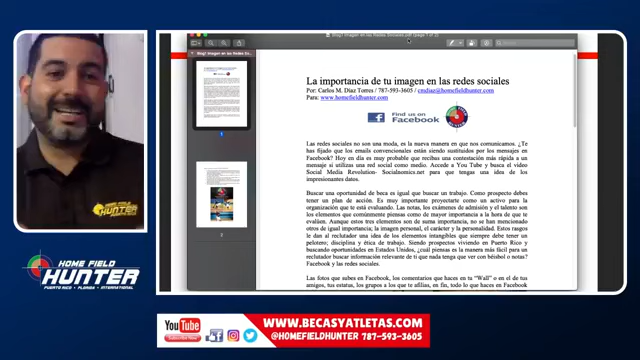 Blog1 Imagen en las Redes Sociales.pdf (page 1 of 2)
La importancia de tu imagen en las redes sociales
Por: Carlos M. Diaz Torres / 787-593-3605 / cmdiaz@homefieldhunter.com
Para: www.homefieldhunter.com
Find us on
Facebook
Las redes sociales no son una moda, es la nueva manera en que nos comunicamos. ¿Te
has fijado que los emails convencionales están siendo sustituidos por los mensajes en
Facebook? Hoy en día es muy probable que recibas una contestación más rápida a un
mensaje si utilizas una red social como medio. Accede a You Tube y busca el video
Social Media Revolution- Socialnomics.net para que tengas una idea de los
impresionantes datos.
Buscar una oportunidad de beca es igual que buscar un trabajo. Como prospecto debes
tener un plan de acción. Es muy importante proyectarte como un activo para la
organización que te está evaluando. Las notas, los exámenes de admisión y el talento son
los elementos que comúnmente piensas como de mayor importancia a la hora de que te
evalúen. Aunque estos tres elementos son de suma importancia, no se han mencionado
otros de igual importancia; la imagen personal, el carácter y la personalidad. Estos rasgos
le dan al reclutador una idea de los elementos intangibles que siempre debe tener un
pelotero; disciplina y ética de trabajo. Siendo prospectos viviendo en Puerto Rico y
buscando oportunidades en Estados Unidos, ¿cuál piensas es la manera más fácil para un
reclutador buscar información relevante de ti que nada tenga que ver con béisbol o notas?
Facebook y las redes sociales.
Las fotos que subes en Facebook, los comentarios que haces en tu "Wall" o en el de tus
amigos, tus estatus, los grupos a los que te afilias, en fin, todo lo que haces en Facebook
1
2
HUNTER
HOME FIELD
HUNTER
PUERTO RICO • FLORIDA • INTERNATIONAL
YouTube
WWW.BECASYATLETAS.COM
@HOMEFIELDHUNTER 787-593-3605